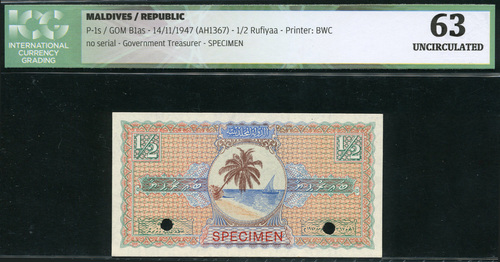 ICG
INTERNATIONAL
CURRENCY
GRADING
MALDIVES / REPUBLIC
P-1s / GOM B1as - 14/11/1947 (AH1367) - 1/2 Rufiyaa - Printer: BWC
no serial - Government Treasurer - SPECIMEN
63
UNCIRCULATED
1/2
1/2
SPECIMEN